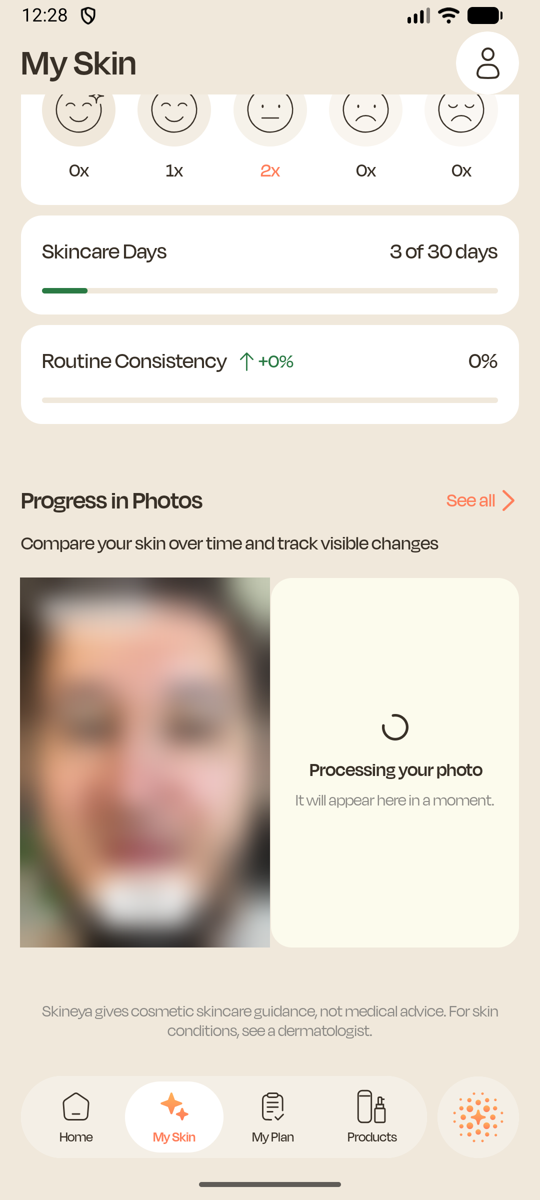 12:28
My Skin
0x 1x 2x 0x 0x
Skincare Days 3 of 30 days
Routine Consistency ↑ +0% 0%
Progress in Photos See all
Compare your skin over time and track visible changes
Processing your photo
It will appear here in a moment.
Skineya gives cosmetic skincare guidance, not medical advice. For skin
conditions, see a dermatologist.
Home My Skin My Plan Products